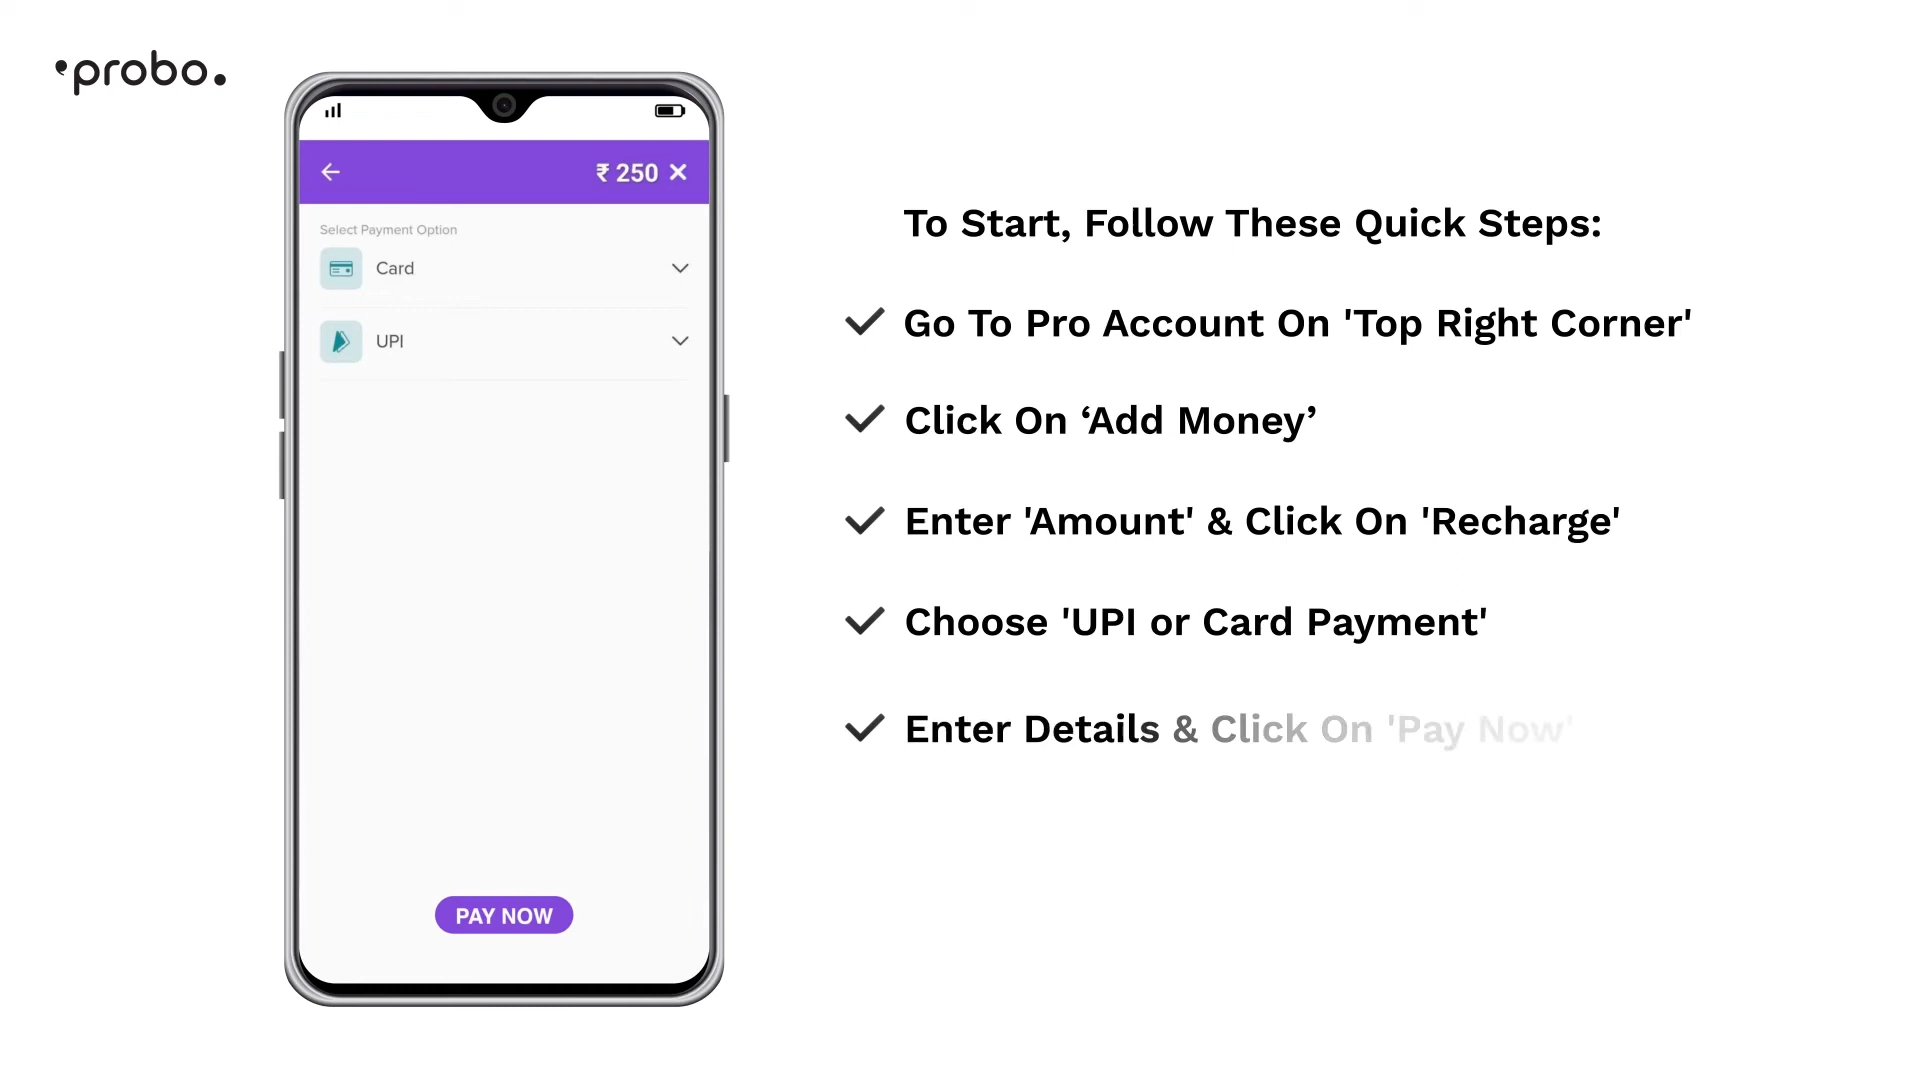 probo.
₹ 250
Select Payment Option
Card
UPI
PAY NOW
To Start, Follow These Quick Steps:
Go To Pro Account On 'Top Right Corner'
Click On ‘Add Money’
Enter 'Amount' & Click On 'Recharge'
Choose 'UPI or Card Payment'
Enter Details & Click On 'Pay Now'